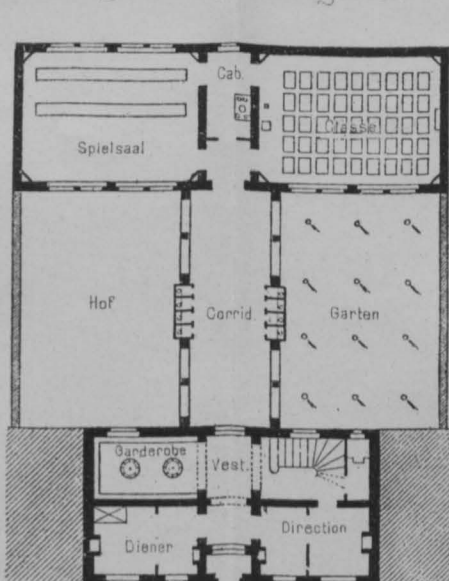 Cab.
Classe
Spielsaal
Hof
Corrid.
Garten
Garderobe
Vest.
Direction
Diener